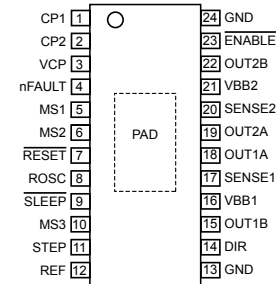 CP1 1
CP2 2
VCP 3
nFAULT 4
MS1 5
MS2 6
RESET 7
ROSC 8
SLEEP 9
MS3 10
STEP 11
REF 12
PAD
24 GND
23 ENABLE
22 OUT2B
21 VBB2
20 SENSE2
19 OUT2A
18 OUT1A
17 SENSE1
16 VBB1
15 OUT1B
14 DIR
13 GND